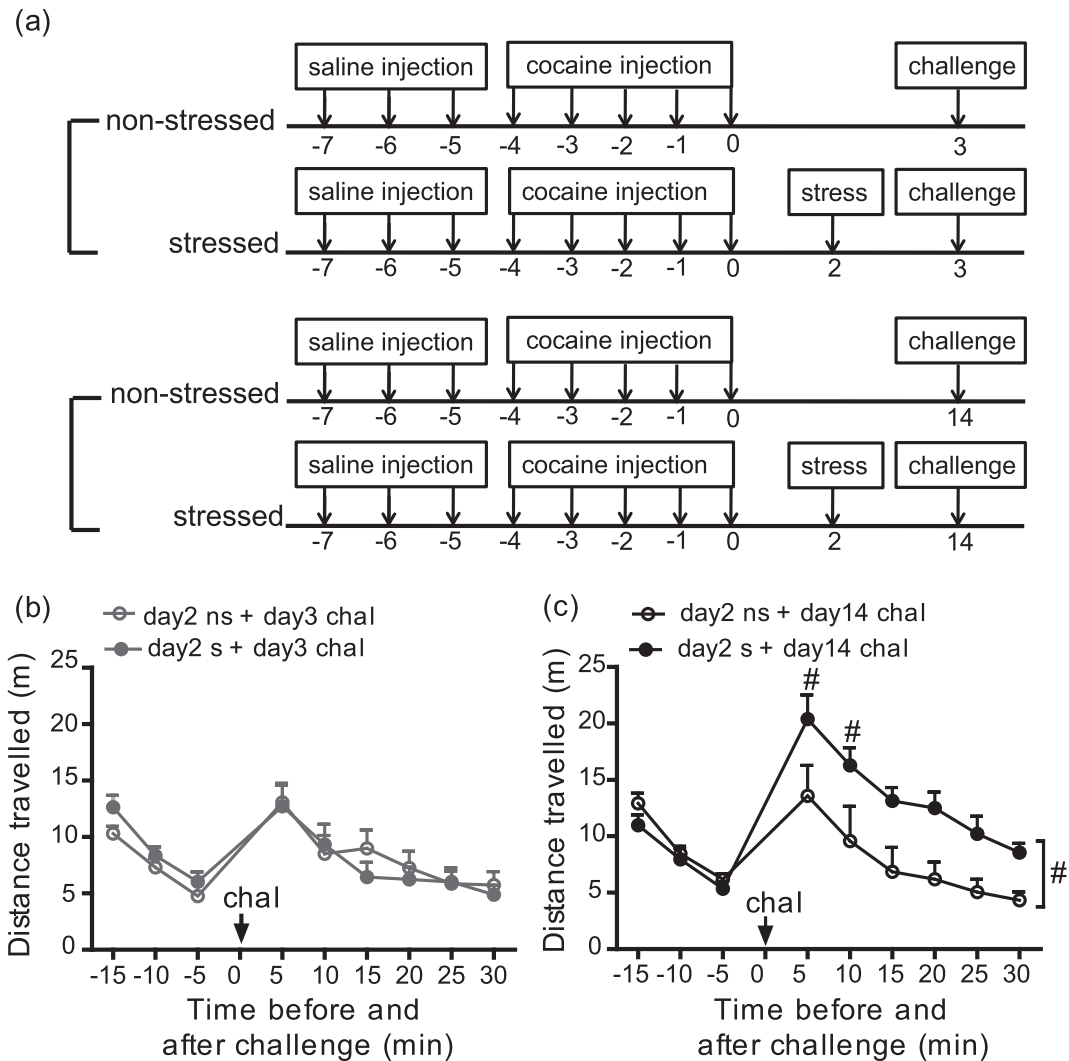 (a)
saline injection cocaine injection challenge
non-stressed
-7 -6 -5 -4 -3 -2 -1 0 3
saline injection cocaine injection stress challenge
stressed
-7 -6 -5 -4 -3 -2 -1 0 2 3
saline injection cocaine injection challenge
non-stressed
-7 -6 -5 -4 -3 -2 -1 0 14
saline injection cocaine injection stress challenge
stressed
-7 -6 -5 -4 -3 -2 -1 0 2 14
(b)
day2 ns + day3 chal
day2 s + day3 chal
Distance travelled (m)
25
20
15
10
5
0
chal
-15 -10 -5 0 5 10 15 20 25 30
Time before and
after challenge (min)
(c)
day2 ns + day14 chal
day2 s + day14 chal
Distance travelled (m)
25
20
15
10
5
0
#
#
#
chal
-15 -10 -5 0 5 10 15 20 25 30
Time before and
after challenge (min)